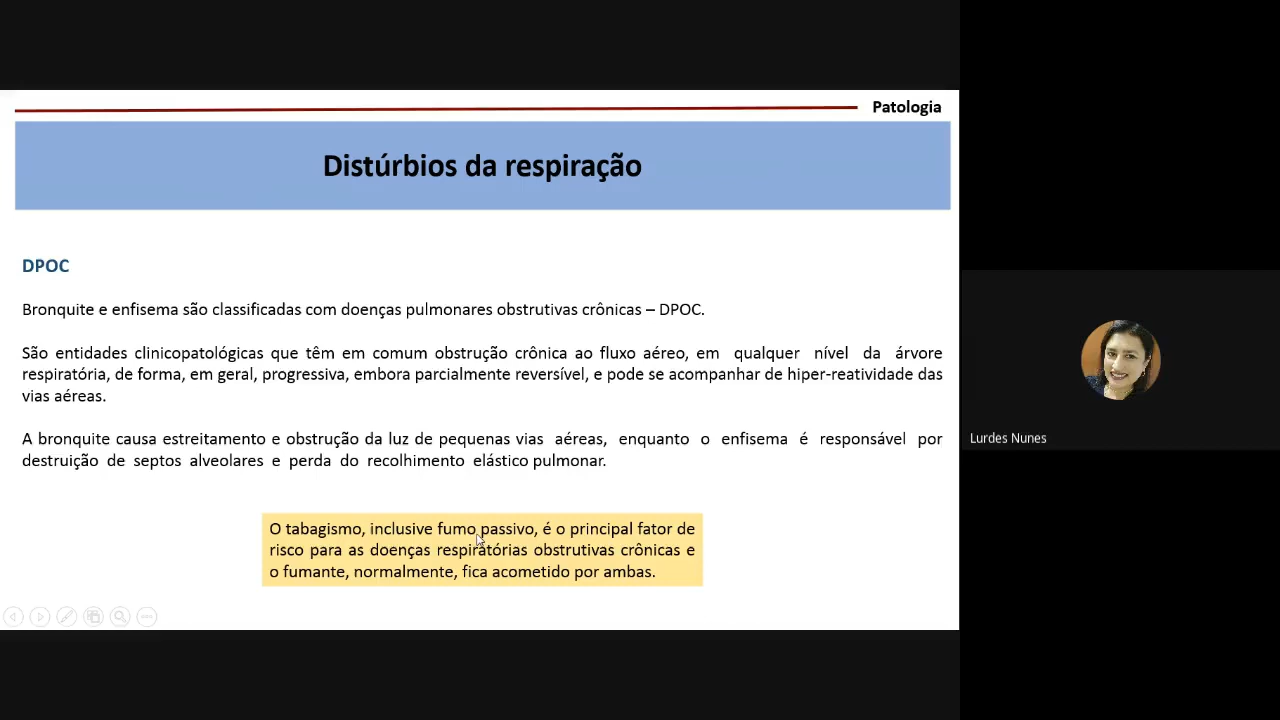 Patologia
Distúrbios da respiração
DPOC
Bronquite e enfisema são classificadas com doenças pulmonares obstrutivas crônicas – DPOC.
São entidades clinicopatológicas que têm em comum obstrução crônica ao fluxo aéreo, em qualquer nível da árvore
respiratória, de forma, em geral, progressiva, embora parcialmente reversível, e pode se acompanhar de hiper-reatividade das
vias aéreas.
A bronquite causa estreitamento e obstrução da luz de pequenas vias aéreas, enquanto o enfisema é responsável por
destruição de septos alveolares e perda do recolhimento elástico pulmonar.
O tabagismo, inclusive fumo passivo, é o principal fator de
risco para as doenças respiratórias obstrutivas crônicas e
o fumante, normalmente, fica acometido por ambas.
Lurdes Nunes